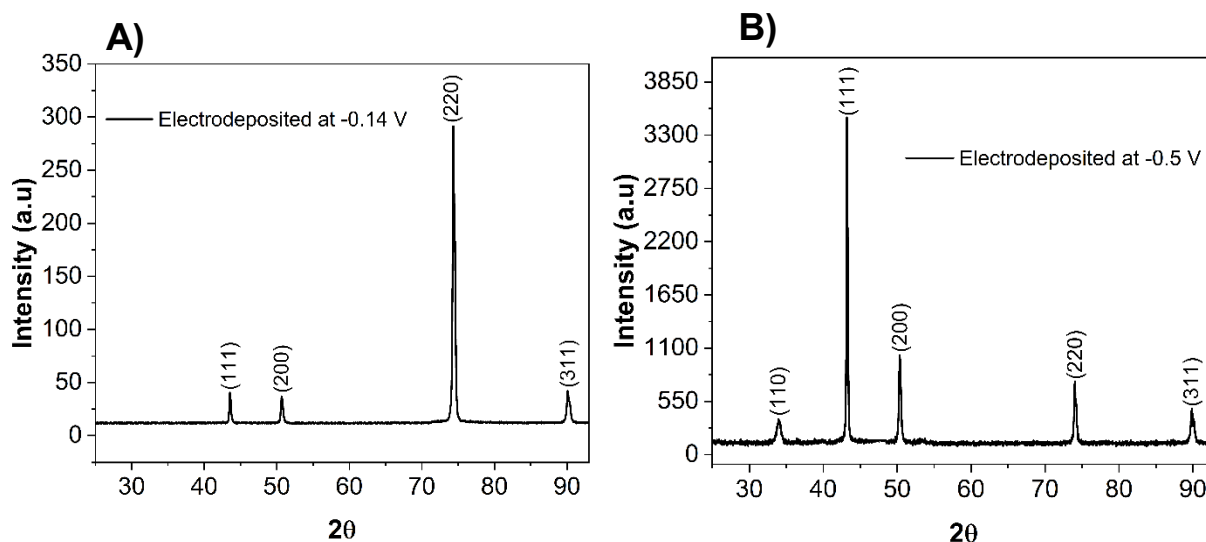 A)
350
300
250
200
150
100
50
0
Intensity (a.u)
Electrodeposited at -0.14 V
(111)
(200)
(220)
(311)
30 40 50 60 70 80 90
2θ
B)
3850
3300
2750
2200
1650
1100
550
0
Intensity (a.u)
Electrodeposited at -0.5 V
(110)
(111)
(200)
(220)
(311)
30 40 50 60 70 80 90
2θ